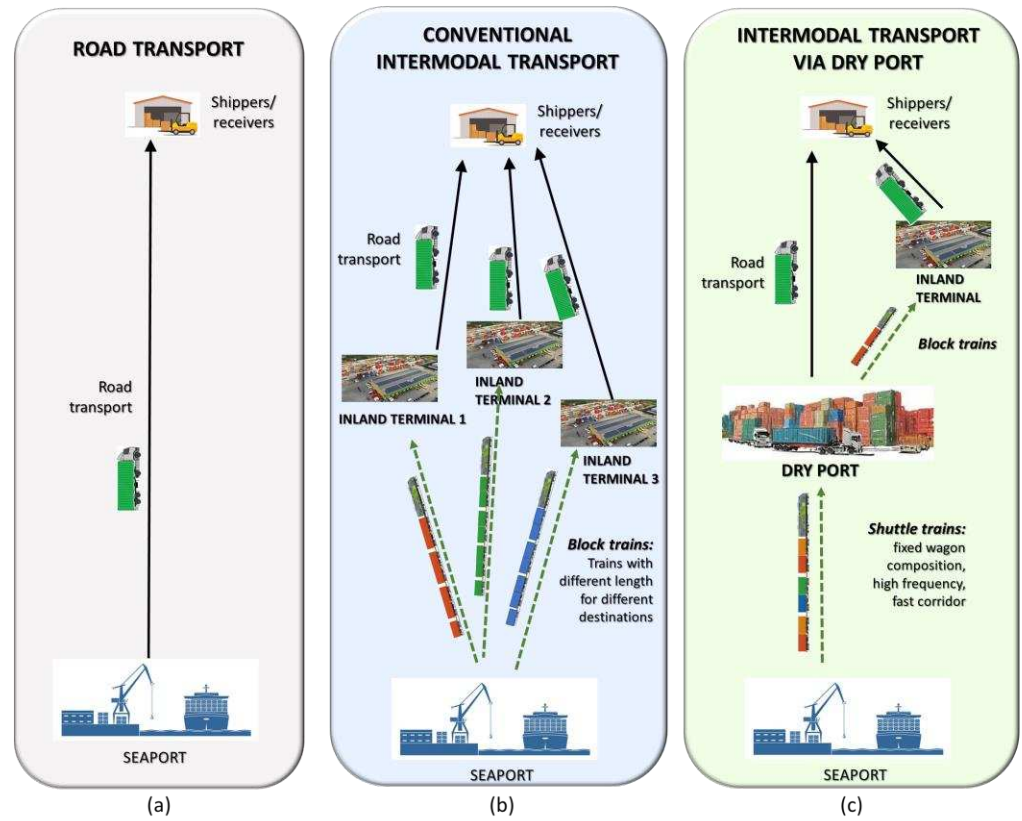 ROAD TRANSPORT
Shippers/
receivers
Road
transport
SEAPORT
(a)
CONVENTIONAL
INTERMODAL TRANSPORT
Shippers/
receivers
Road
transport
INLAND TERMINAL 1
INLAND
TERMINAL 2
INLAND
TERMINAL 3
Block trains:
Trains with
different length
for different
destinations
SEAPORT
(b)
INTERMODAL TRANSPORT
VIA DRY PORT
Shippers/
receivers
Road
transport
INLAND
TERMINAL
Block trains
DRY PORT
Shuttle trains:
fixed wagon
composition,
high frequency,
fast corridor
SEAPORT
(c)